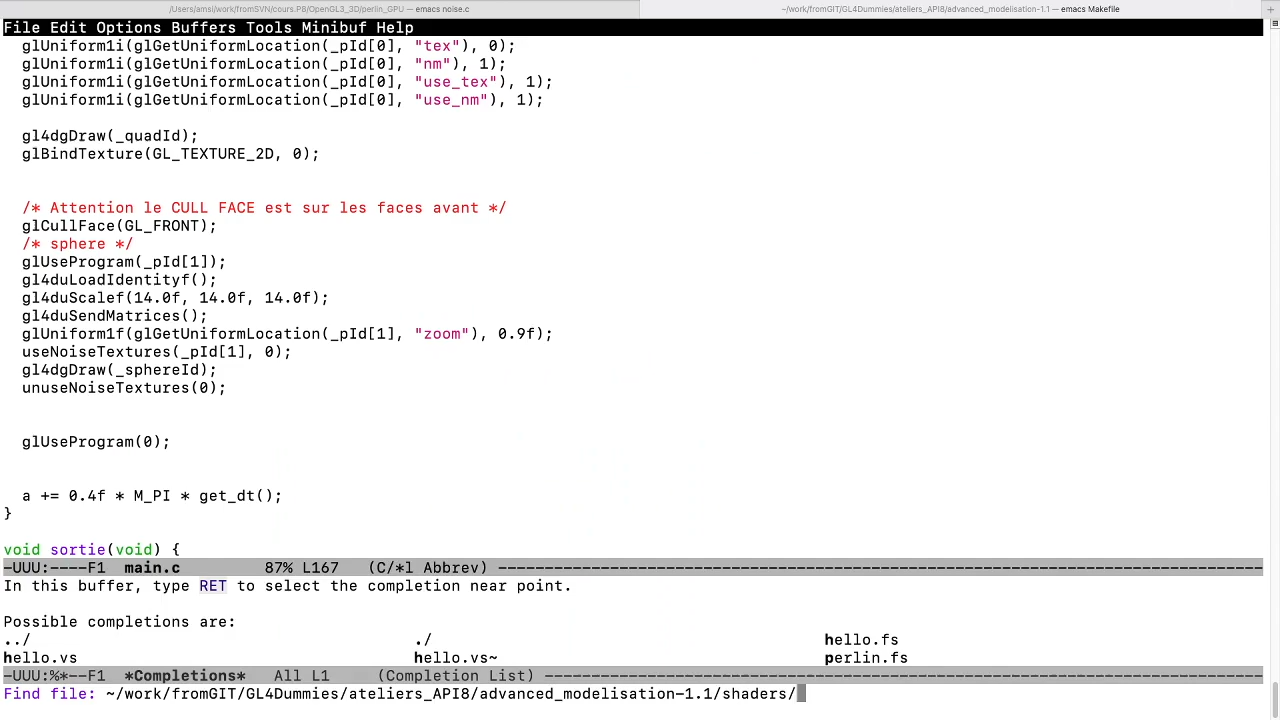 /Users/amsi/work/fromSVN/cours.P8/OpenGL3_3D/perlin_GPU — emacs noise.c
~/work/fromGIT/GL4Dummies/ateliers_API8/advanced_modelisation-1.1 — emacs Makefile
+
File Edit Options Buffers Tools Minibuf Help
  glUniform1i(glGetUniformLocation(_pId[0], "tex"), 0);
  glUniform1i(glGetUniformLocation(_pId[0], "nm"), 1);
  glUniform1i(glGetUniformLocation(_pId[0], "use_tex"), 1);
  glUniform1i(glGetUniformLocation(_pId[0], "use_nm"), 1);
  gl4dgDraw(_quadId);
  glBindTexture(GL_TEXTURE_2D, 0);
  /* Attention le CULL FACE est sur les faces avant */
  glCullFace(GL_FRONT);
  /* sphere */
  glUseProgram(_pId[1]);
  gl4duLoadIdentityf();
  gl4duScalef(14.0f, 14.0f, 14.0f);
  gl4duSendMatrices();
  glUniform1f(glGetUniformLocation(_pId[1], "zoom"), 0.9f);
  useNoiseTextures(_pId[1], 0);
  gl4dgDraw(_sphereId);
  unuseNoiseTextures(0);
  glUseProgram(0);
  a += 0.4f * M_PI * get_dt();
}
void sortie(void) {
-UUU:----F1  main.c         87% L167   (C/*l Abbrev) -----------------------------------------------------------------------------------
In this buffer, type RET to select the completion near point.
Possible completions are:
../ ./ hello.fs
hello.vs hello.vs~ perlin.fs
-UUU:%*--F1  *Completions*   All L1     (Completion List) -------------------------------------------------------------------------------
Find file: ~/work/fromGIT/GL4Dummies/ateliers_API8/advanced_modelisation-1.1/shaders/